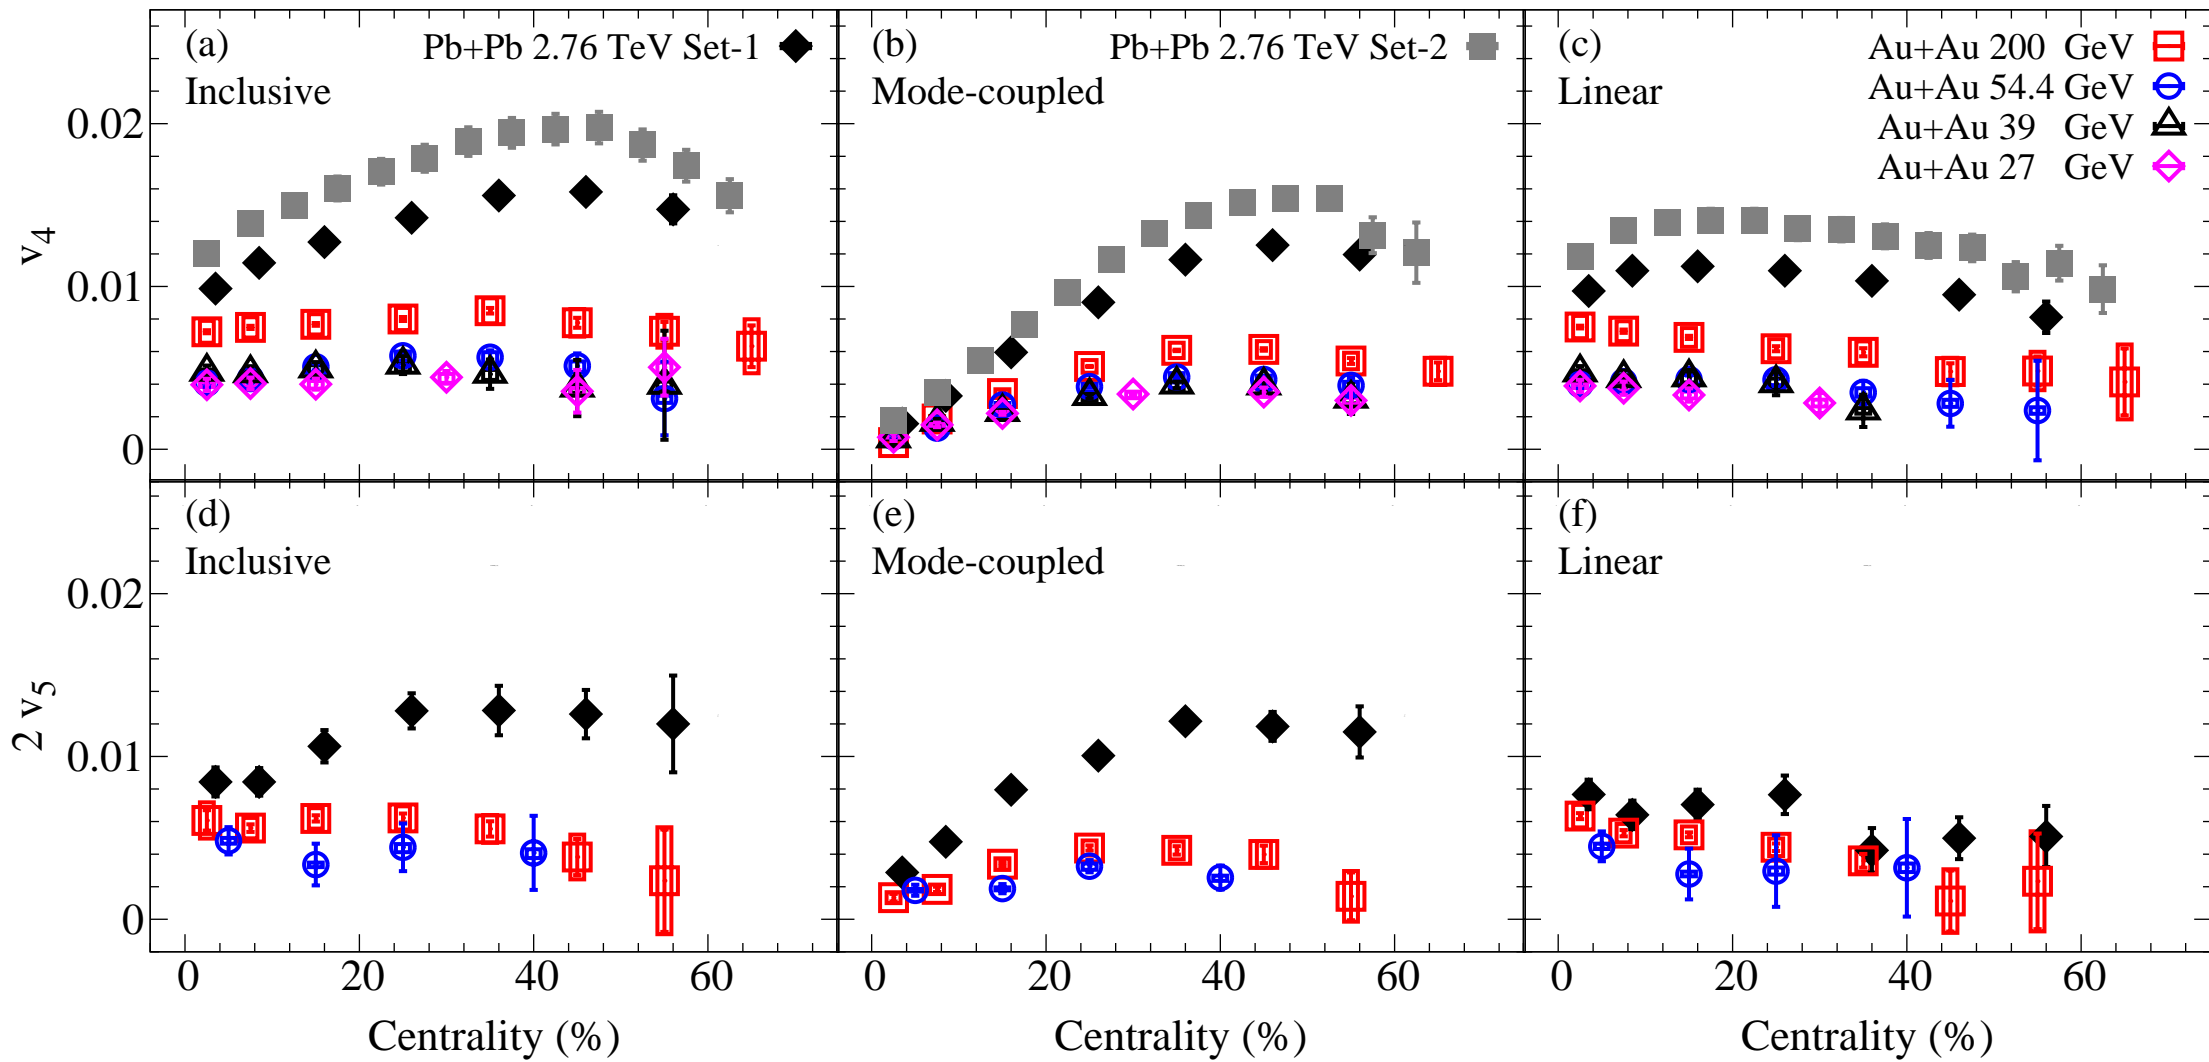 (a) Pb+Pb 2.76 TeV Set-1
Inclusive
(b) Pb+Pb 2.76 TeV Set-2
Mode-coupled
(c) Au+Au 200 GeV
Au+Au 54.4 GeV
Linear
Au+Au 39 GeV
Au+Au 27 GeV
0.02
0.01
0
v4
(d)
Inclusive
(e)
Mode-coupled
(f)
Linear
0.02
0.01
0
2 v5
0 20 40 60
0 20 40 60
0 20 40 60
Centrality (%)
Centrality (%)
Centrality (%)